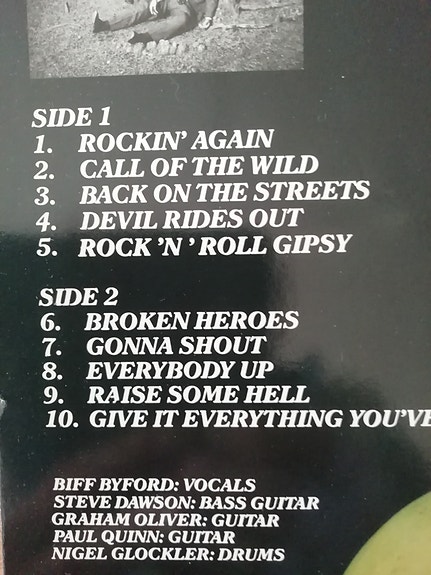 SIDE 1
1. ROCKIN' AGAIN
2. CALL OF THE WILD
3. BACK ON THE STREETS
4. DEVIL RIDES OUT
5. ROCK 'N ' ROLL GIPSY
SIDE 2
6. BROKEN HEROES
7. GONNA SHOUT
8. EVERYBODY UP
9. RAISE SOME HELL
10. GIVE IT EVERYTHING YOU'VE
BIFF BYFORD: VOCALS
STEVE DAWSON: BASS GUITAR
GRAHAM OLIVER: GUITAR
PAUL QUINN: GUITAR
NIGEL GLOCKLER: DRUMS